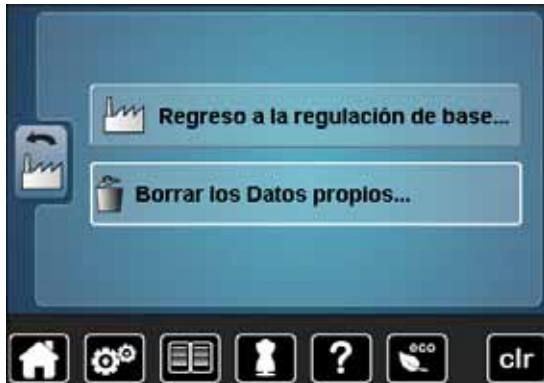 Regreso a la regulación de base...
Borrar los Datos propios...
?
eco
clr